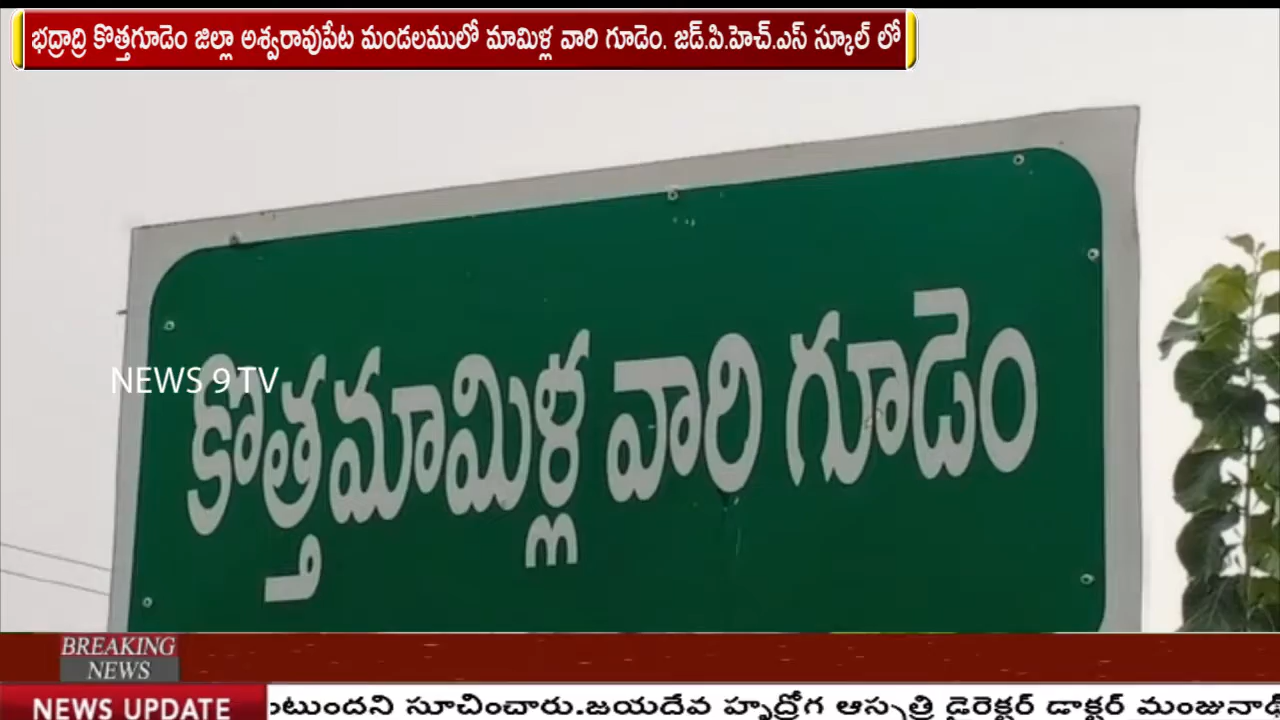 భద్రాద్రి కొత్తగూడెం జిల్లా అశ్వరావుపేట మండలములో మామిళ్ల వారి గూడెం. జడ్.పి.హెచ్.ఎస్ స్కూల్ లో
NEWS 9 TV
కొత్తమామిళ్ల వారి గూడెం
BREAKING
NEWS
NEWS UPDATE
సూచించారు.జయదేవ హృద్రోగ ఆస్పత్రి డైరెక్టర్ డాక్టర్